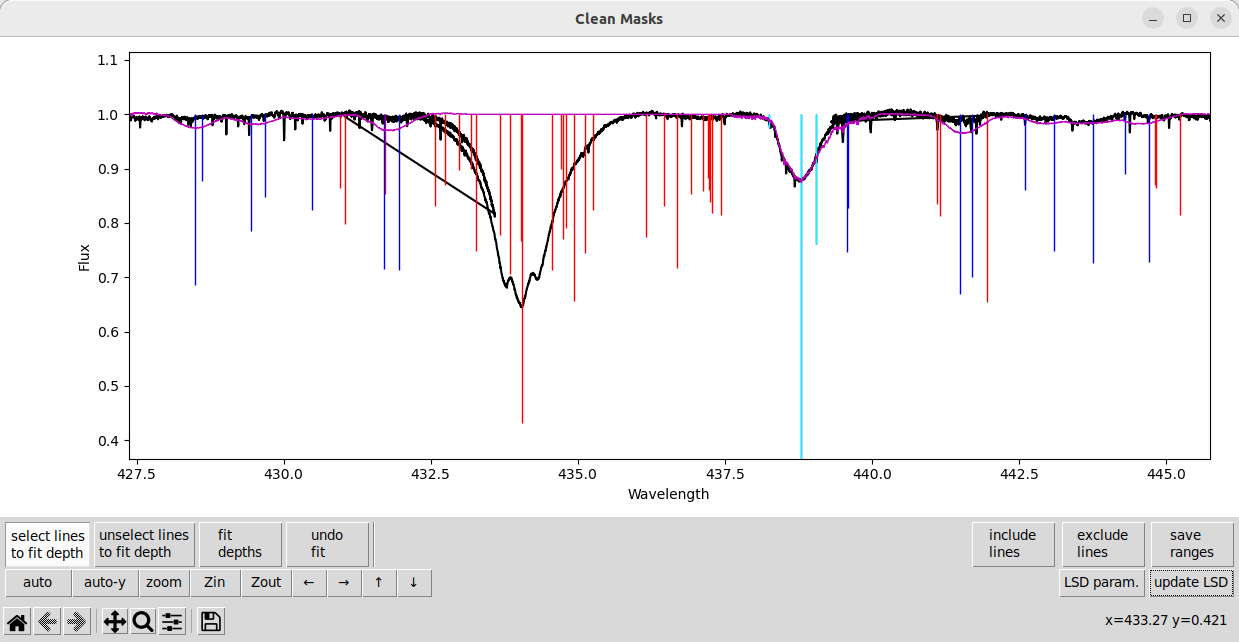 Clean Masks
1.1
1.0
0.9
0.8
0.7
0.6
0.5
0.4
Flux
427.5 430.0 432.5 435.0 437.5 440.0 442.5 445.0
Wavelength
select lines
to fit depth
unselect lines
to fit depth
fit
depths
undo
fit
include
lines
exclude
lines
save
ranges
auto auto-y zoom Zin Zout ← → ↑ ↓ LSD param. update LSD
x=433.27 y=0.421